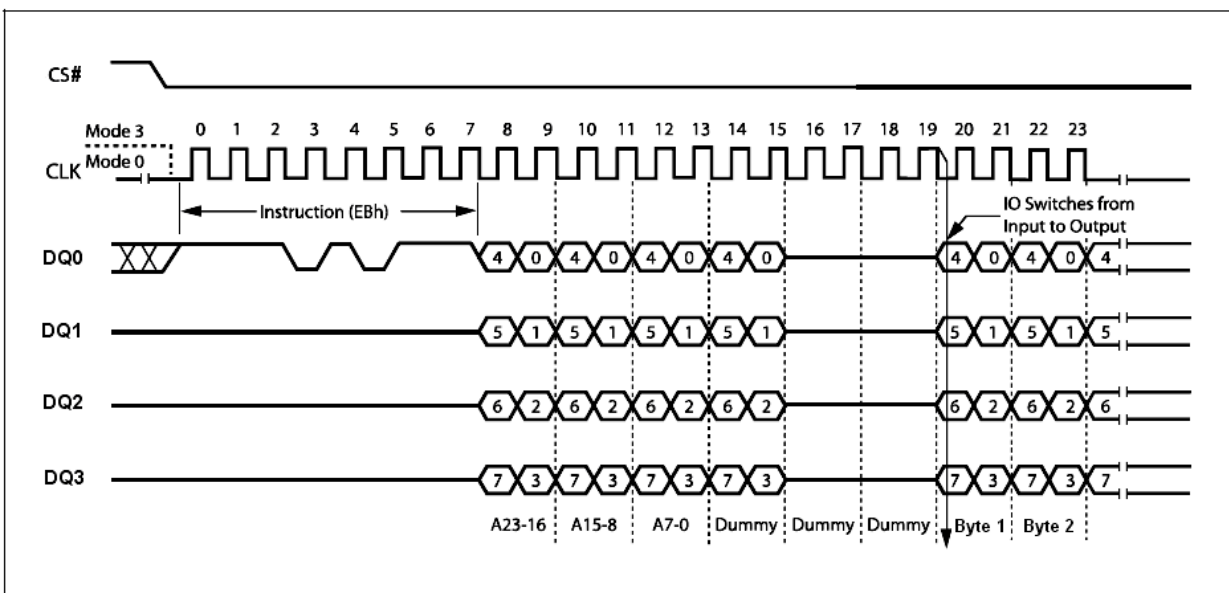 CS#
Mode 3
0 1 2 3 4 5 6 7 8 9 10 11 12 13 14 15 16 17 18 19 20 21 22 23
Mode 0
CLK
Instruction (EBh)
IO Switches from
Input to Output
DQ0
4 0 4 0 4 0 4 0 4 0 4 0 4
DQ1
5 1 5 1 5 1 5 1 5 1 5 1 5
DQ2
6 2 6 2 6 2 6 2 6 2 6 2 6
DQ3
7 3 7 3 7 3 7 3 7 3 7 3 7
A23-16 A15-8 A7-0 Dummy Dummy Dummy Byte 1 Byte 2